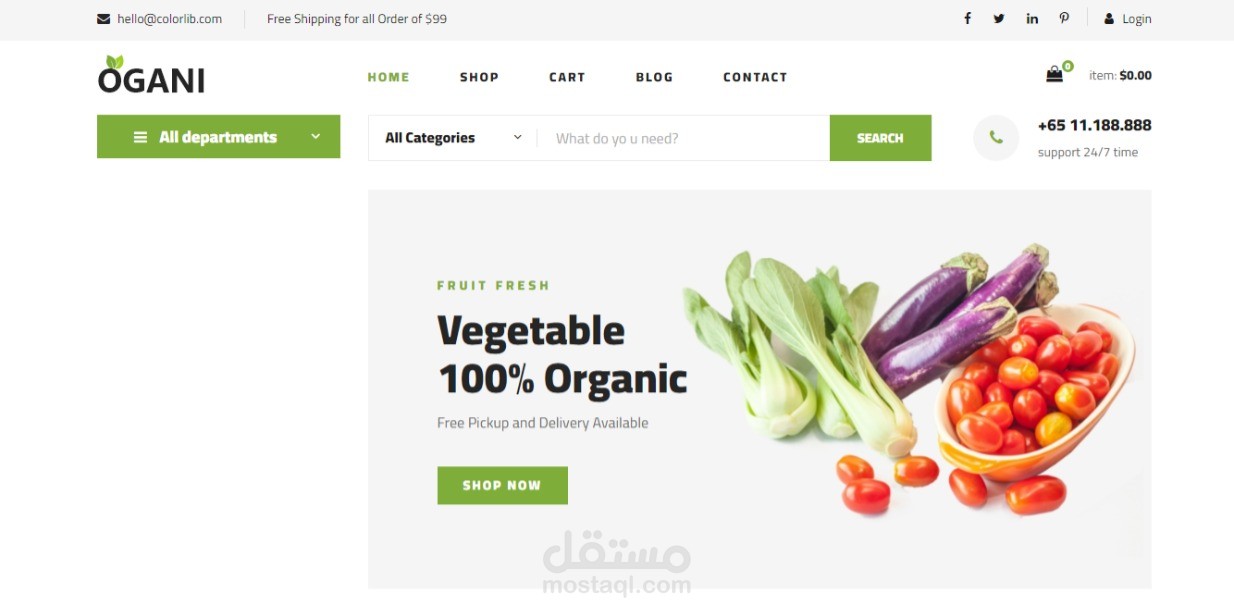 hello@colorlib.com
Free Shipping for all Order of $99
Login
OGANI
HOME SHOP CART BLOG CONTACT
0
item: $0.00
All departments
All Categories
What do yo u need?
SEARCH
+65 11.188.888
support 24/7 time
FRUIT FRESH
Vegetable
100% Organic
Free Pickup and Delivery Available
SHOP NOW
مستقل
mostaql.com